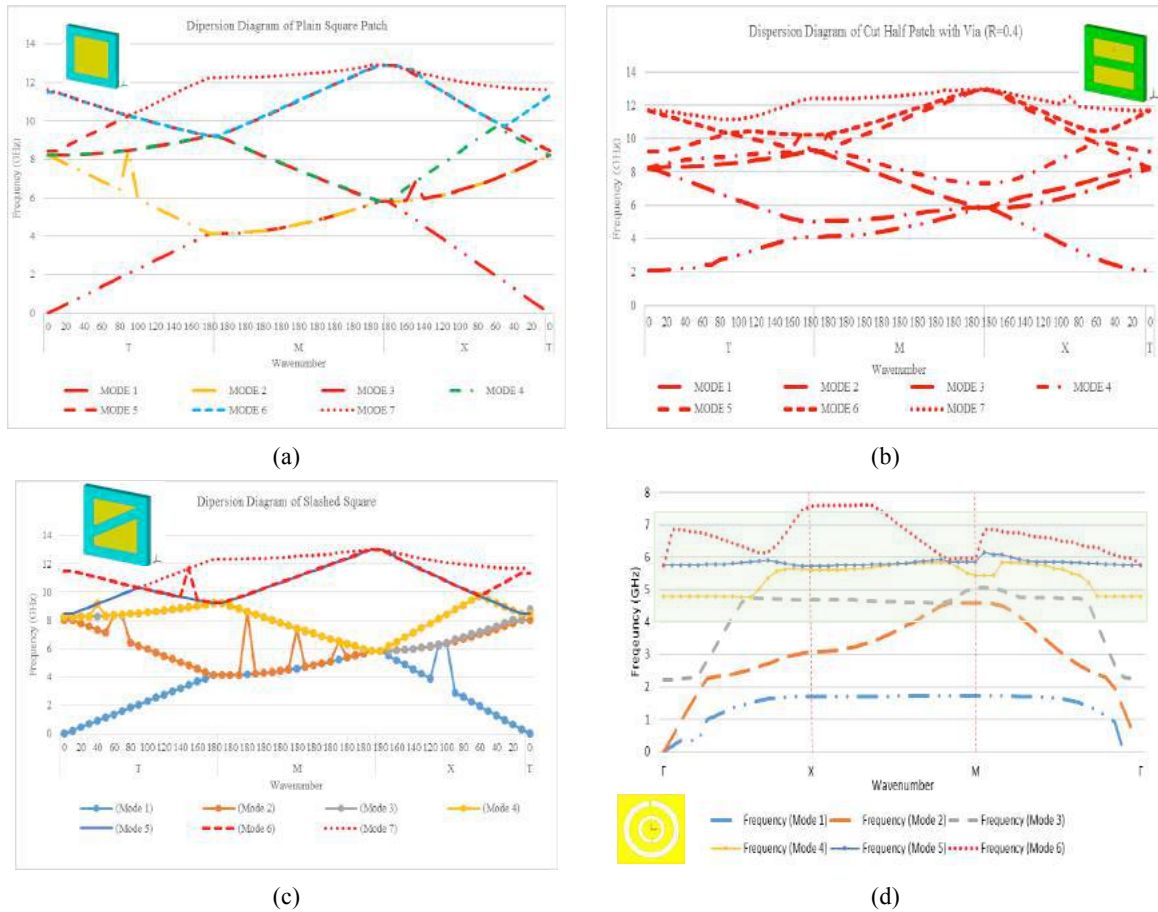 Dipersion Diagram of Plain Square Patch
14
12
10
8
6
4
2
0
Frequency (GHz)
0 20 40 60 80 100 120 140 160 180 180 180 180 180 180 180 180 180 180 160 140 120 100 80 60 40 20 0
T M X T
Wavenumber
MODE 1 MODE 2 MODE 3 MODE 4
MODE 5 MODE 6 MODE 7
(a)
Dispersion Diagram of Cut Half Patch with Via (R=0.4)
14
12
10
8
6
4
2
0
Frequency (GHz)
0 20 40 60 80 100 120 140 160 180 180 180 180 180 180 180 180 180 180 160 140 120 100 80 60 40 20 0
T M X T
Wavenumber
MODE 1 MODE 2 MODE 3 MODE 4
MODE 5 MODE 6 MODE 7
(b)
Dipersion Diagram of Slashed Square
14
12
10
8
6
4
2
0
Frequency (GHz)
0 20 40 60 80 100 120 140 160 180 180 180 180 180 180 180 180 180 180 160 140 120 100 80 60 40 20 0
T M X T
Wavenumber
(Mode 1) (Mode 2) (Mode 3) (Mode 4)
(Mode 5) (Mode 6) (Mode 7)
(c)
8
7
6
5
4
3
2
1
0
Γ X M Γ
Wavenumber
Frequency (Mode 1) Frequency (Mode 2) Frequency (Mode 3)
Frequency (Mode 4) Frequency (Mode 5) Frequency (Mode 6)
(d)